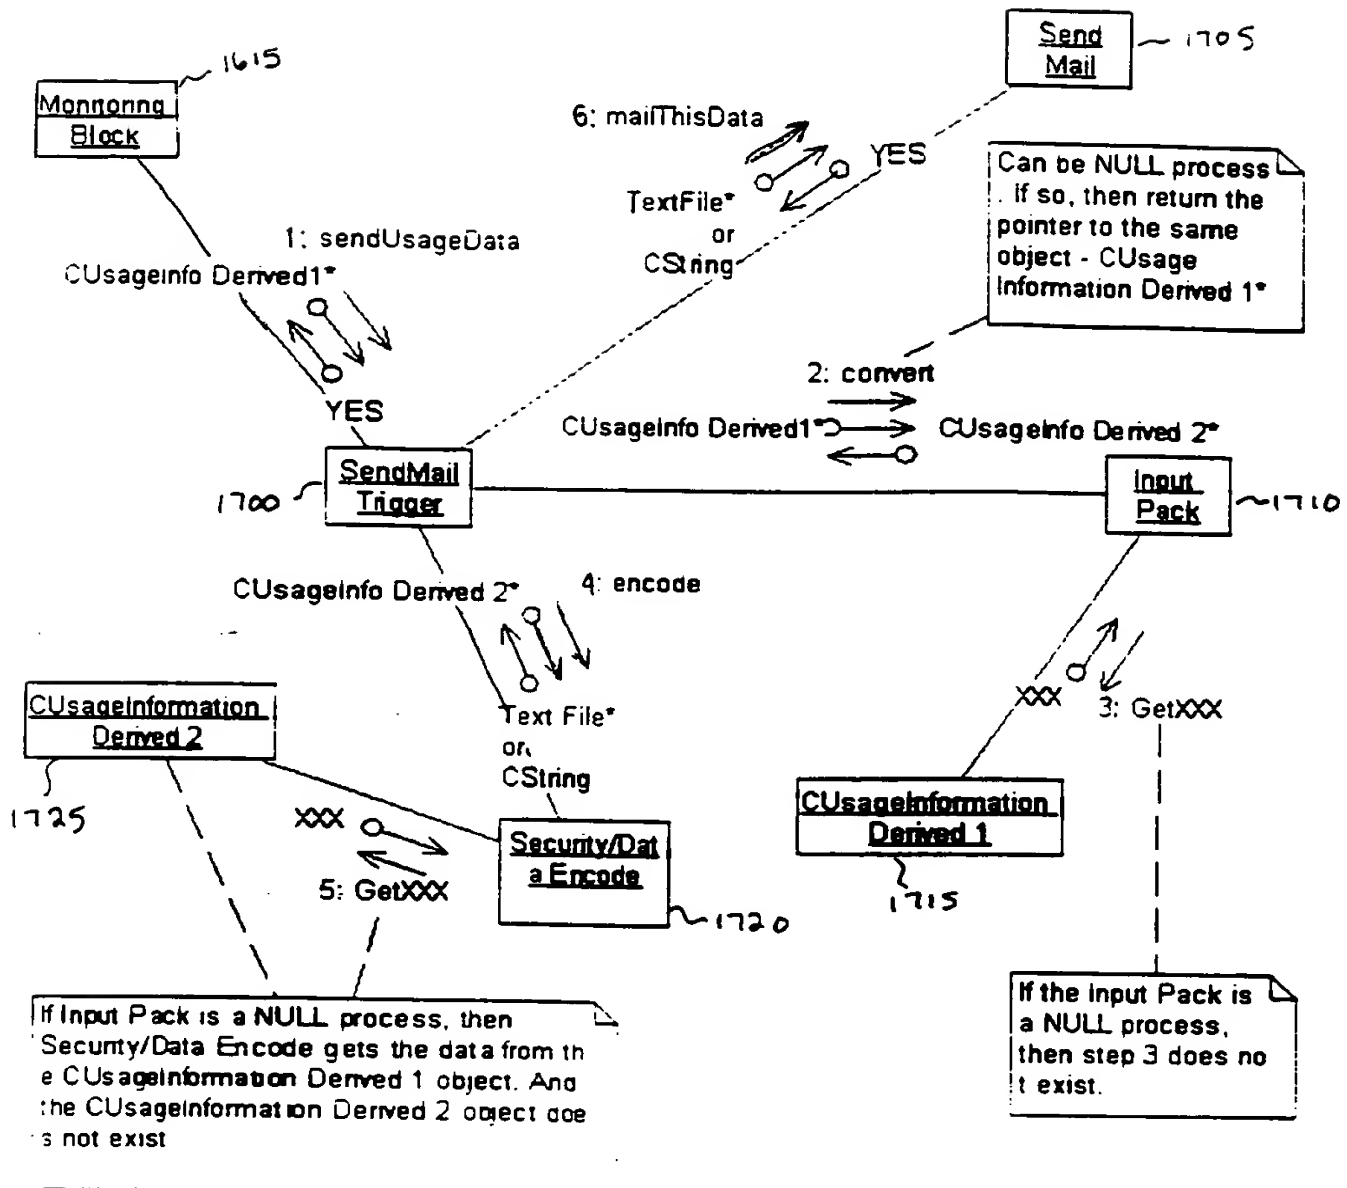 Send
Mail
1705
1615
Monitoring
Block
6: mailThisData
YES
TextFile*
or
CString
Can be NULL process
. If so, then return the
pointer to the same
object - CUsage
Information Derived 1*
1: sendUsageData
CUsageInfo Derived1*
YES
2: convert
CUsageInfo Derived1*
CUsageInfo Derived 2*
SendMail
Trigger
1700
Input
Pack
1710
CUsageInfo Derived 2*
4: encode
Text File*
or
CString
XXX
3: GetXXX
CUsageInformation
Derived 2
1725
XXX
5: GetXXX
Security/Dat
a Encode
1720
CUsageInformation
Derived 1
1715
If Input Pack is a NULL process, then
Security/Data Encode gets the data from th
e CUsageInformation Derived 1 object. And
the CUsageInformation Derived 2 object doe
s not exist
If the Input Pack is
a NULL process,
then step 3 does no
t exist.